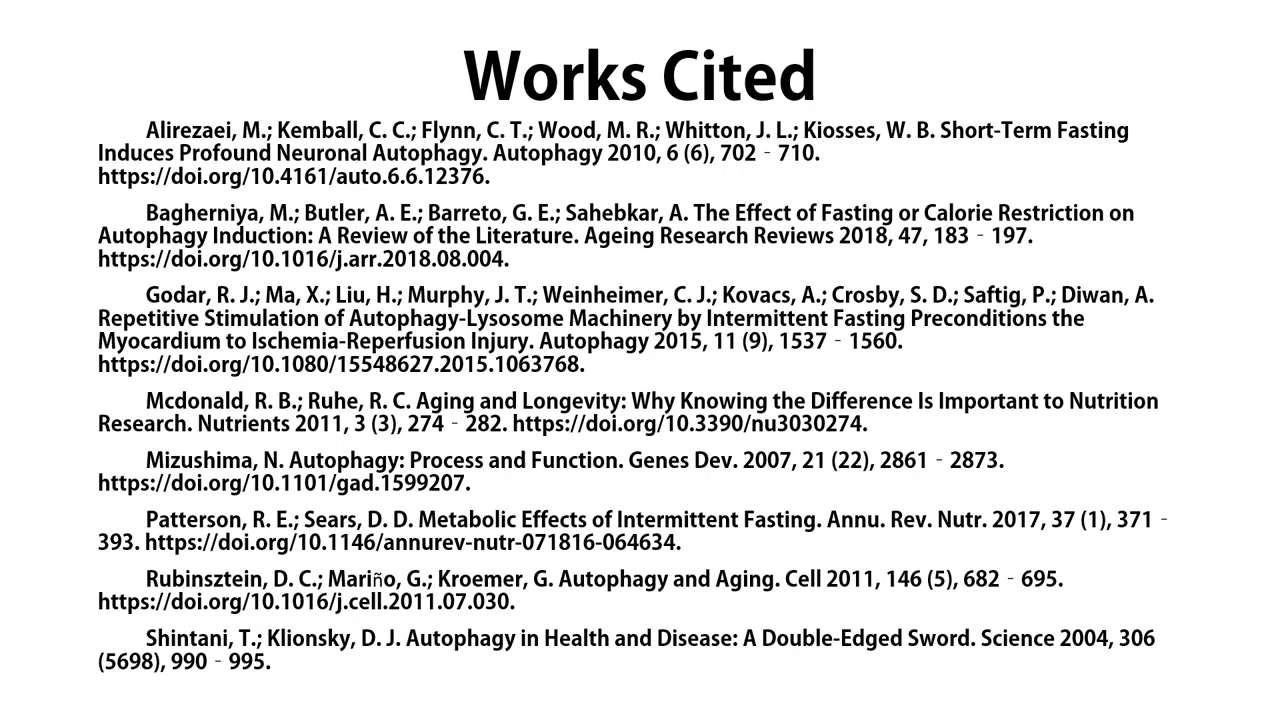 Works Cited
Alirezaei, M.; Kemball, C. C.; Flynn, C. T.; Wood, M. R.; Whitton, J. L.; Kiosses, W. B. Short-Term Fasting
Induces Profound Neuronal Autophagy. Autophagy 2010, 6 (6), 702 - 710.
https://doi.org/10.4161/auto.6.6.12376.
Bagherniya, M.; Butler, A. E.; Barreto, G. E.; Sahebkar, A. The Effect of Fasting or Calorie Restriction on
Autophagy Induction: A Review of the Literature. Ageing Research Reviews 2018, 47, 183 - 197.
https://doi.org/10.1016/j.arr.2018.08.004.
Godar, R. J.; Ma, X.; Liu, H.; Murphy, J. T.; Weinheimer, C. J.; Kovacs, A.; Crosby, S. D.; Saftig, P.; Diwan, A.
Repetitive Stimulation of Autophagy-Lysosome Machinery by Intermittent Fasting Preconditions the
Myocardium to Ischemia-Reperfusion Injury. Autophagy 2015, 11 (9), 1537 - 1560.
https://doi.org/10.1080/15548627.2015.1063768.
Mcdonald, R. B.; Ruhe, R. C. Aging and Longevity: Why Knowing the Difference Is Important to Nutrition
Research. Nutrients 2011, 3 (3), 274 - 282. https://doi.org/10.3390/nu3030274.
Mizushima, N. Autophagy: Process and Function. Genes Dev. 2007, 21 (22), 2861 - 2873.
https://doi.org/10.1101/gad.1599207.
Patterson, R. E.; Sears, D. D. Metabolic Effects of Intermittent Fasting. Annu. Rev. Nutr. 2017, 37 (1), 371 -
393. https://doi.org/10.1146/annurev-nutr-071816-064634.
Rubinsztein, D. C.; Mariño, G.; Kroemer, G. Autophagy and Aging. Cell 2011, 146 (5), 682 - 695.
https://doi.org/10.1016/j.cell.2011.07.030.
Shintani, T.; Klionsky, D. J. Autophagy in Health and Disease: A Double-Edged Sword. Science 2004, 306
(5698), 990 - 995.